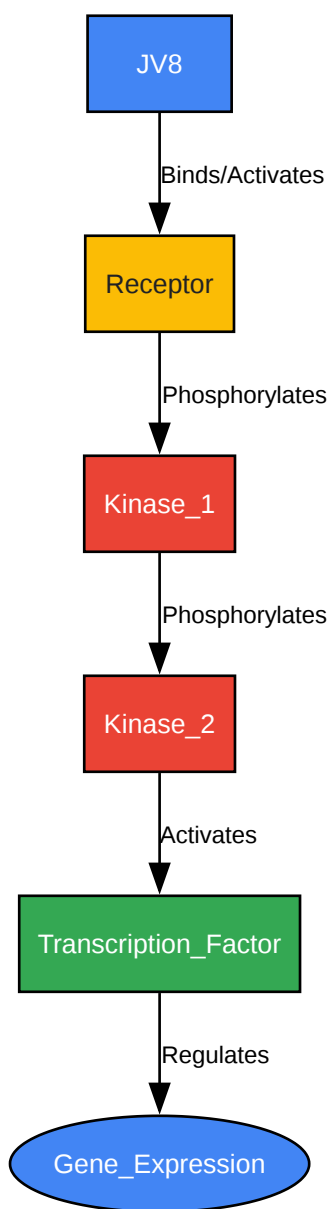 JV8
Binds/Activates
Receptor
Phosphorylates
Kinase_1
Phosphorylates
Kinase_2
Activates
Transcription_Factor
Regulates
Gene_Expression